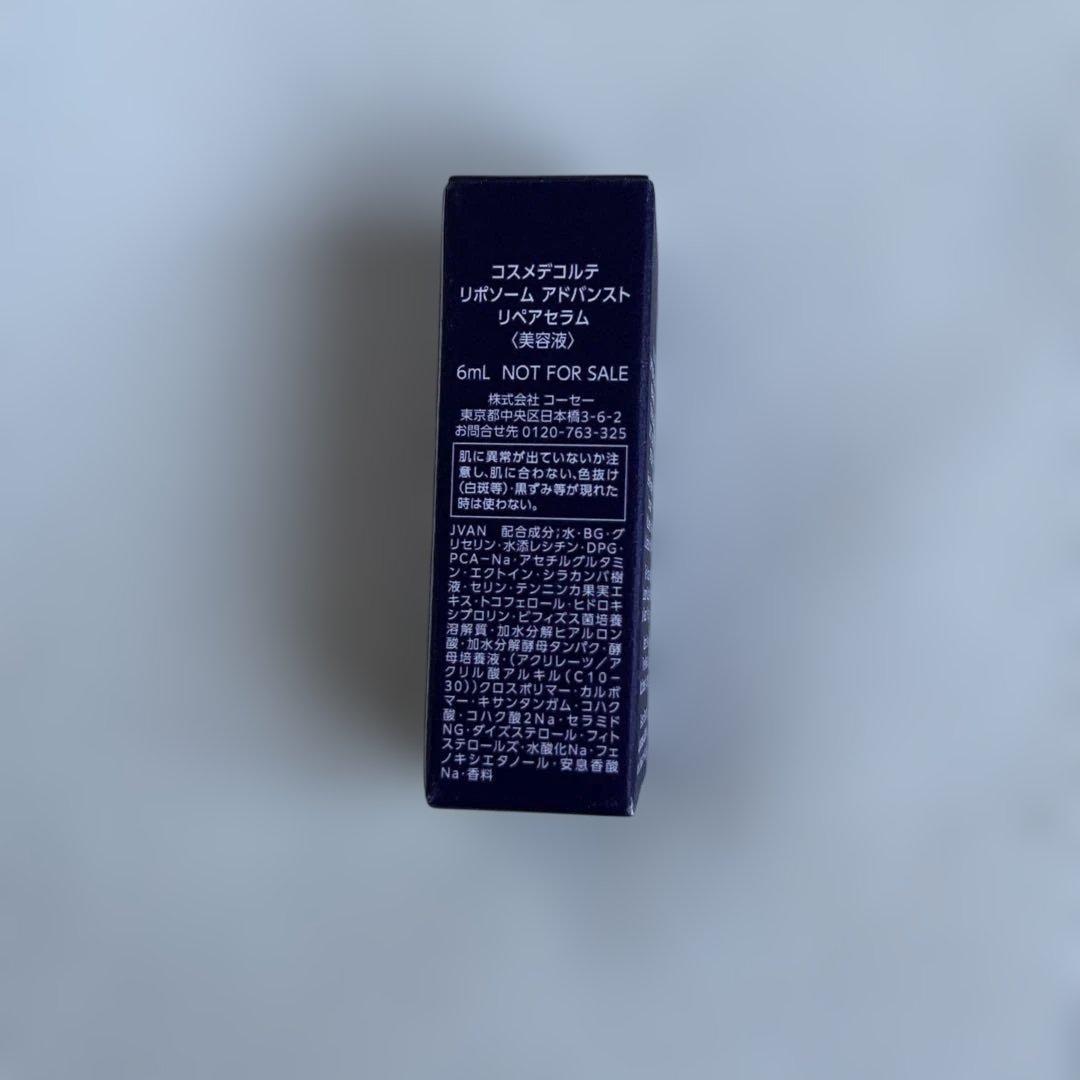 コスメデコルテ
リポソーム アドバンスト
リペアセラム
〈美容液〉
6mL NOT FOR SALE
株式会社 コーセー
東京都中央区日本橋3-6-2
お問合せ先 0120-763-325
肌に異常が出ていないか注
意し、肌に合わない、色抜け
(白斑等)・黒ずみ等が現れた
時は使わない。
JVAN 配合成分;水・BG・グ
リセリン・水添レシチン・DPG・
PCA-Na・アセチルグルタミ
ン・エクトイン・シラカンバ樹
液・セリン・テンニンカ果実エ
キス・トコフェロール・ヒドロキ
シプロリン・ビフィズス菌培養
溶解質・加水分解ヒアルロン
酸・加水分解酵母タンパク・酵
母培養液・(アクリレーツ/ア
クリル酸アルキル(C10-
30))クロスポリマー・カルボ
マー・キサンタンガム・コハク
酸・コハク酸2Na・セラミド
NG・ダイズステロール・フィト
ステロールズ・水酸化Na・フェ
ノキシエタノール・安息香酸
Na・香料